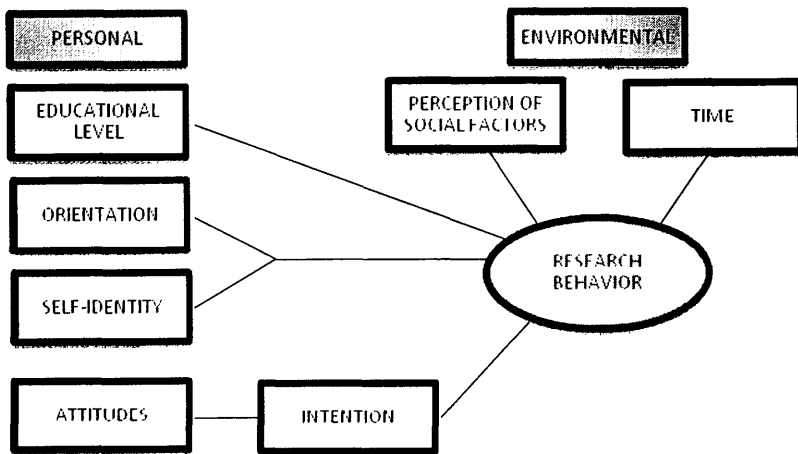 PERSONAL
ENVIRONMENTAL
EDUCATIONAL
LEVEL
PERCEPTION OF
SOCIAL FACTORS
TIME
ORIENTATION
RESEARCH
BEHAVIOR
SELF-IDENTITY
ATTITUDES
INTENTION